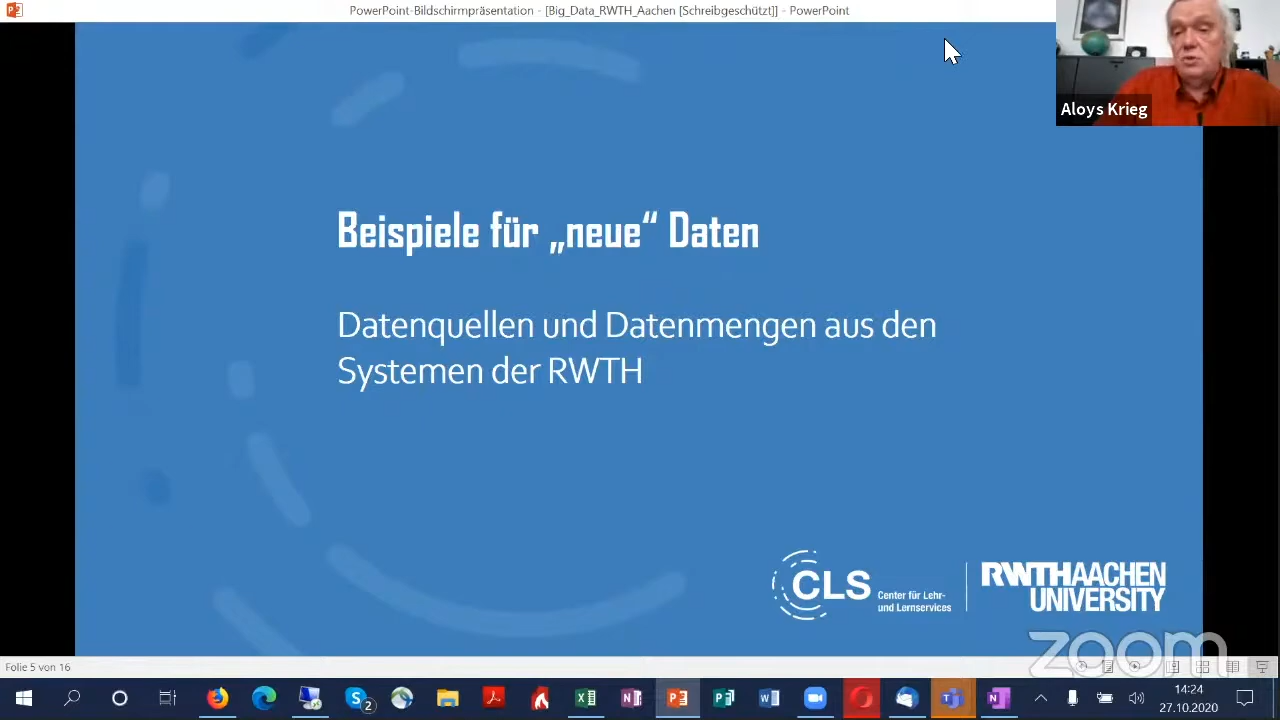 PowerPoint-Bildschirmpräsentation - [Big_Data_RWTH_Aachen [Schreibgeschützt]] - PowerPoint
Aloys Krieg
Beispiele für „neue“ Daten
Datenquellen und Datenmengen aus den
Systemen der RWTH
CLS Center für Lehr-
und Lernservices
RWTHAACHEN
UNIVERSITY
zoom
Folie 5 von 16
14:24
27.10.2020